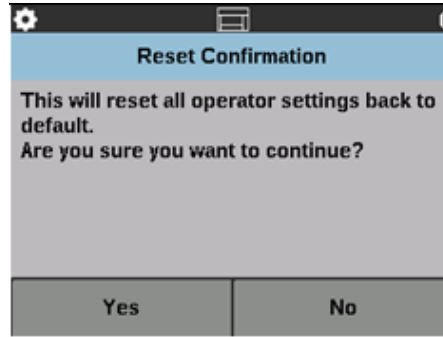 Reset Confirmation
This will reset all operator settings back to
default.
Are you sure you want to continue?
Yes
No